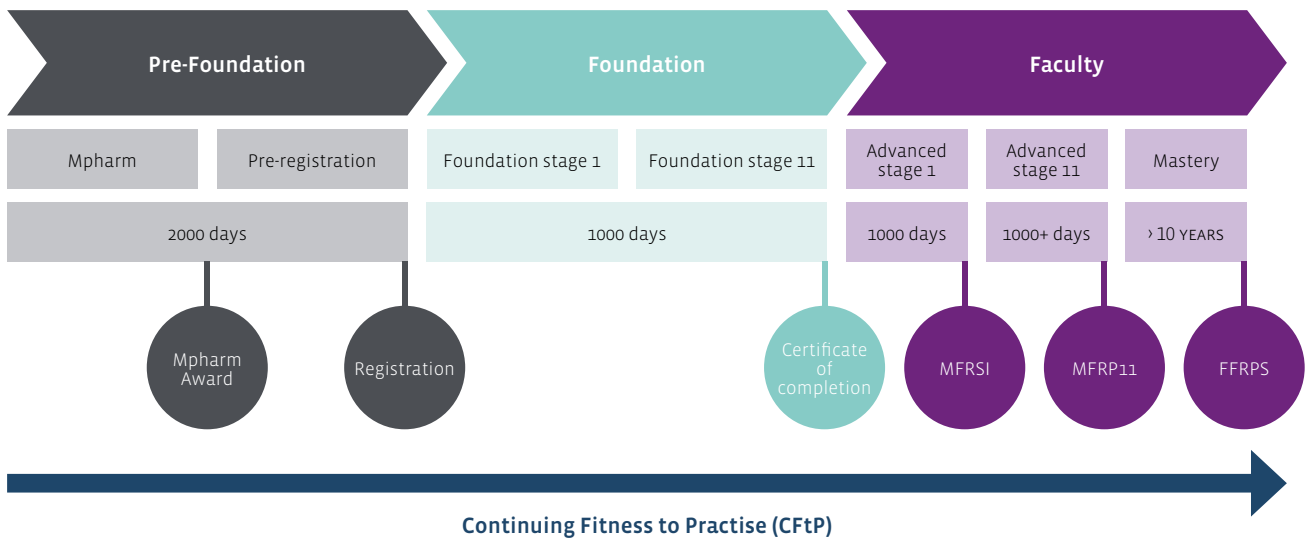 Pre-Foundation
Foundation
Faculty
Mpharm
Pre-registration
Foundation stage 1
Foundation stage 11
Advanced
stage 1
Advanced
stage 11
Mastery
2000 days
1000 days
1000 days
1000+ days
> 10 YEARS
Mpharm
Award
Registration
Certificate
of
completion
MFRSI
MFRP11
FFRPS
Continuing Fitness to Practise (CFtP)